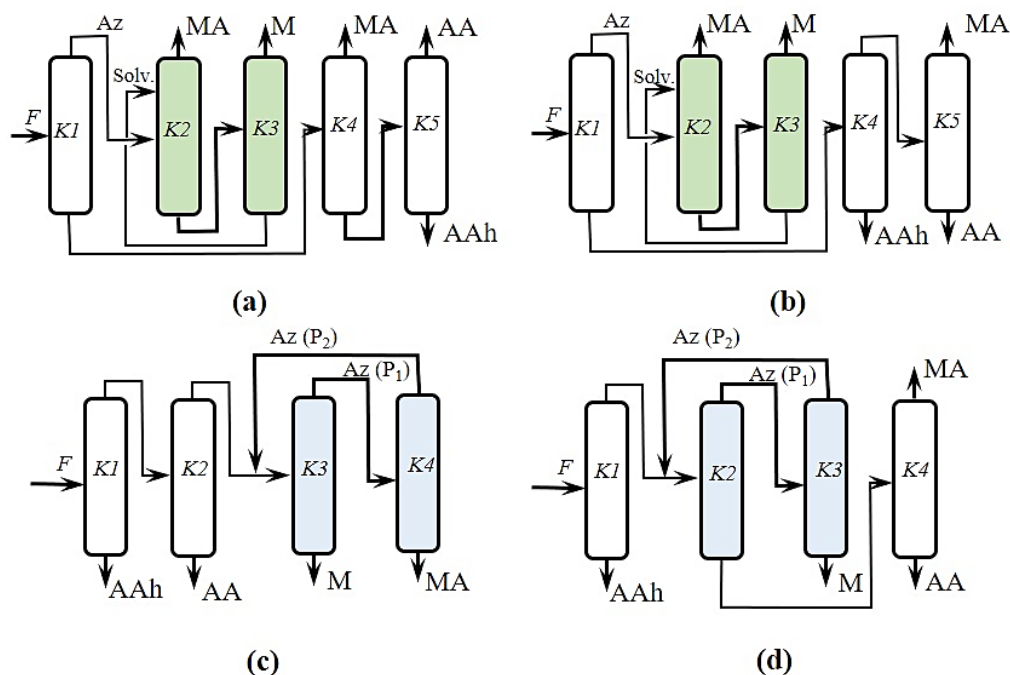 Az MA M MA AA
Solv.
F K1 K2 K3 K4 K5
AAh
(a)
Az MA M MA
Solv.
F K1 K2 K3 K4 K5
AAh AA
(b)
Az (P₂)
Az (P₁)
F K1 K2 K3 K4
AAh AA M MA
(c)
Az (P₂)
Az (P₁) MA
F K1 K2 K3 K4
AAh M AA
(d)